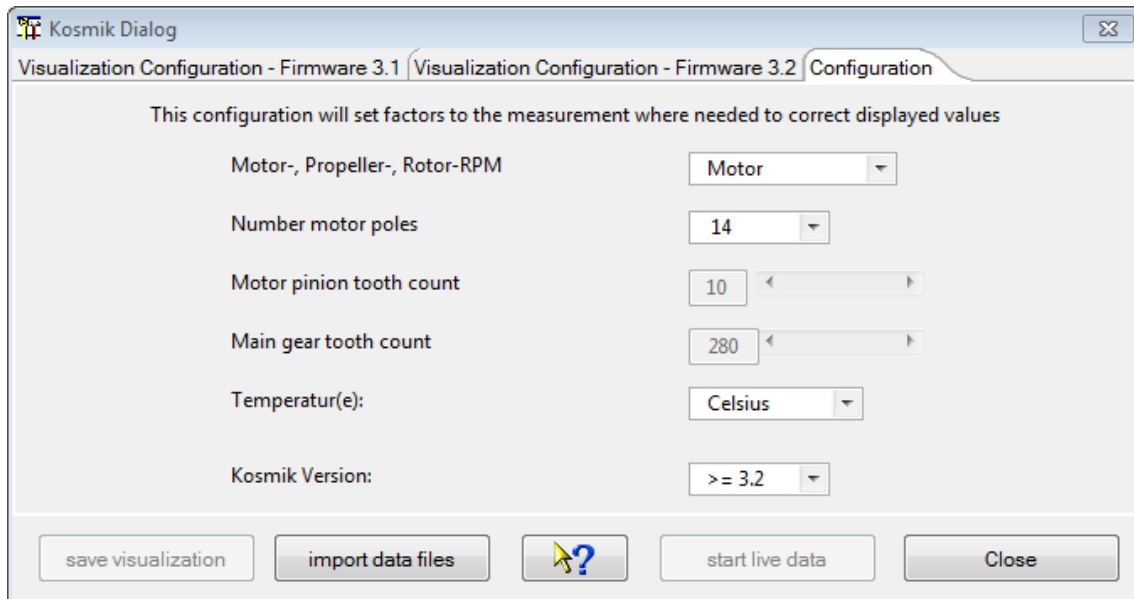 Kosmik Dialog
Visualization Configuration - Firmware 3.1 Visualization Configuration - Firmware 3.2 Configuration
This configuration will set factors to the measurement where needed to correct displayed values
Motor-, Propeller-, Rotor-RPM Motor
Number motor poles 14
Motor pinion tooth count 10
Main gear tooth count 280
Temperatur(e): Celsius
Kosmik Version: >= 3.2
save visualization import data files ? start live data Close